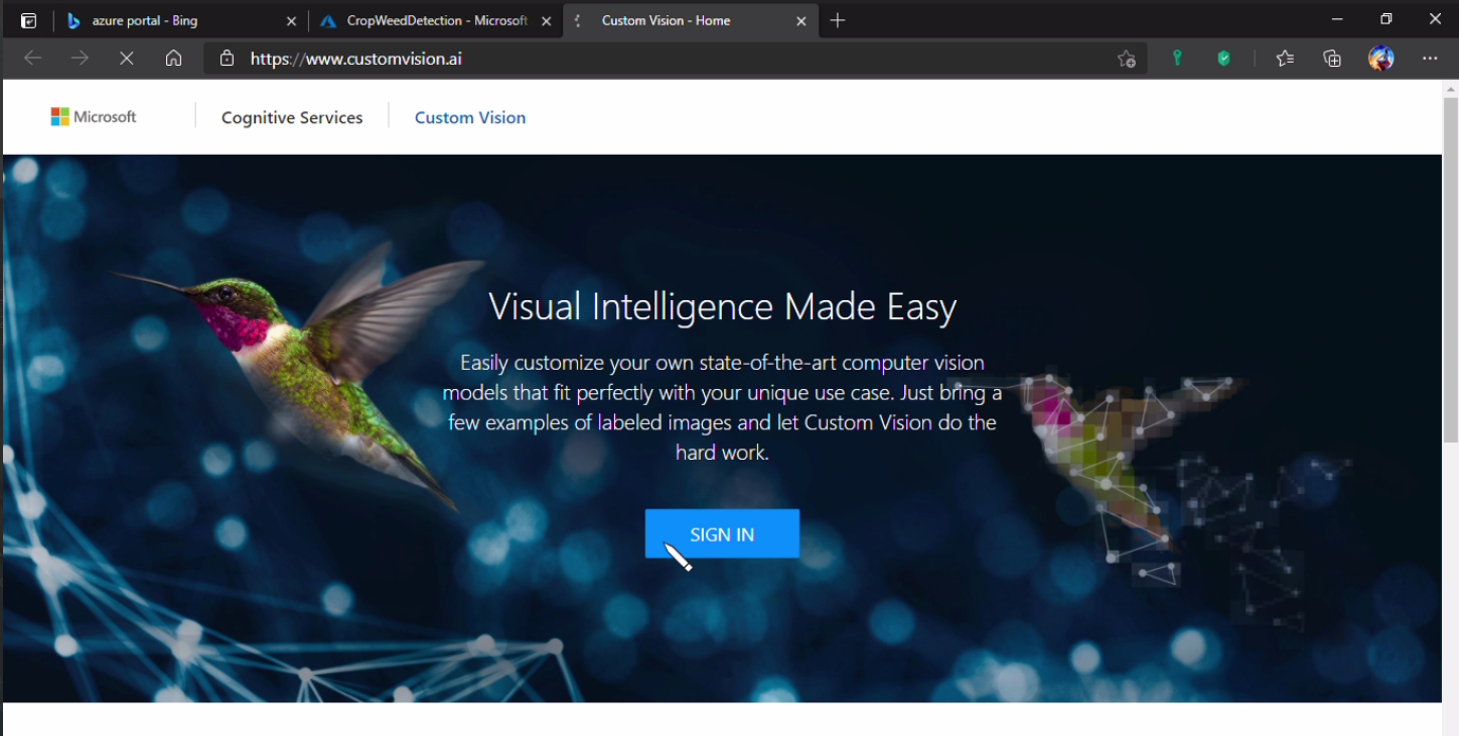 azure portal - Bing
CropWeedDetection - Microsoft
Custom Vision - Home
https://www.customvision.ai
Microsoft
Cognitive Services
Custom Vision
Visual Intelligence Made Easy
Easily customize your own state-of-the-art computer vision
models that fit perfectly with your unique use case. Just bring a
few examples of labeled images and let Custom Vision do the
hard work.
SIGN IN